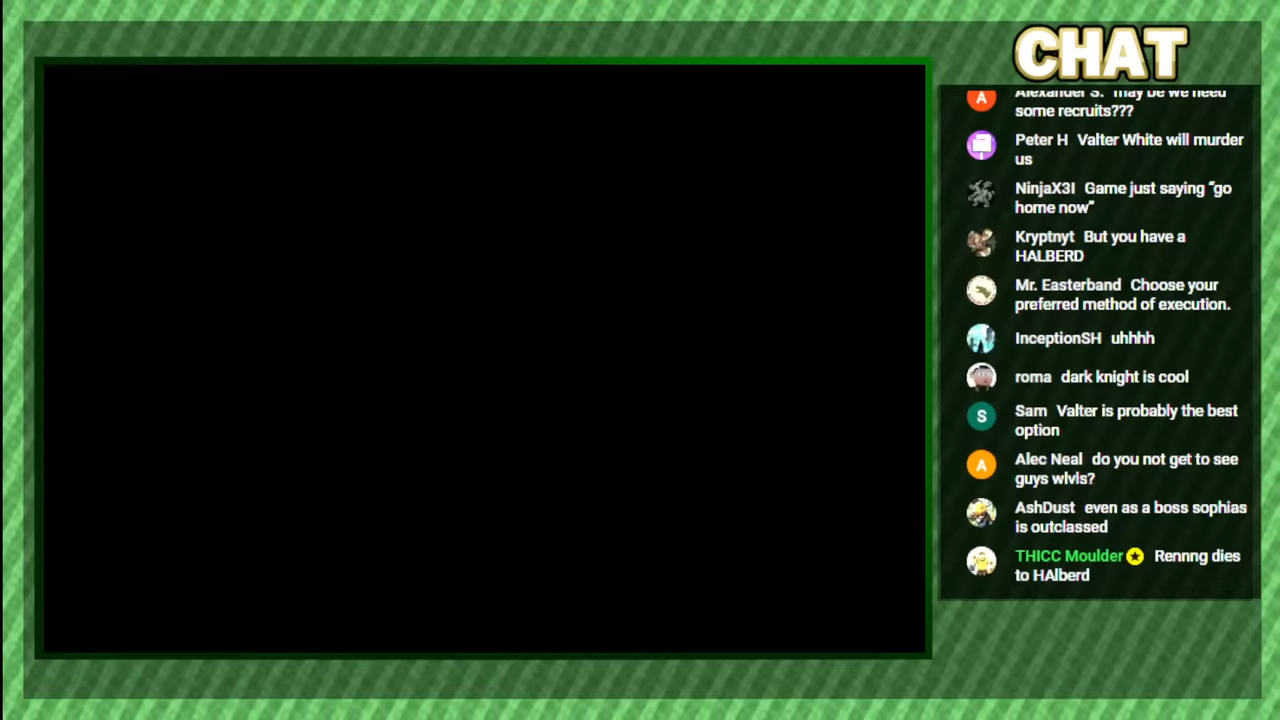 CHAT
Alexander S. may be we need
some recruits???
Peter H Valter White will murder
us
NinjaX3I Game just saying “go
home now”
Kryptnyt But you have a
HALBERD
Mr. Easterband Choose your
preferred method of execution.
InceptionSH uhhhh
roma dark knight is cool
Sam Valter is probably the best
option
Alec Neal do you not get to see
guys wlvls?
AshDust even as a boss sophias
is outclassed
THICC Moulder Rennng dies
to HAlberd
A
S
A